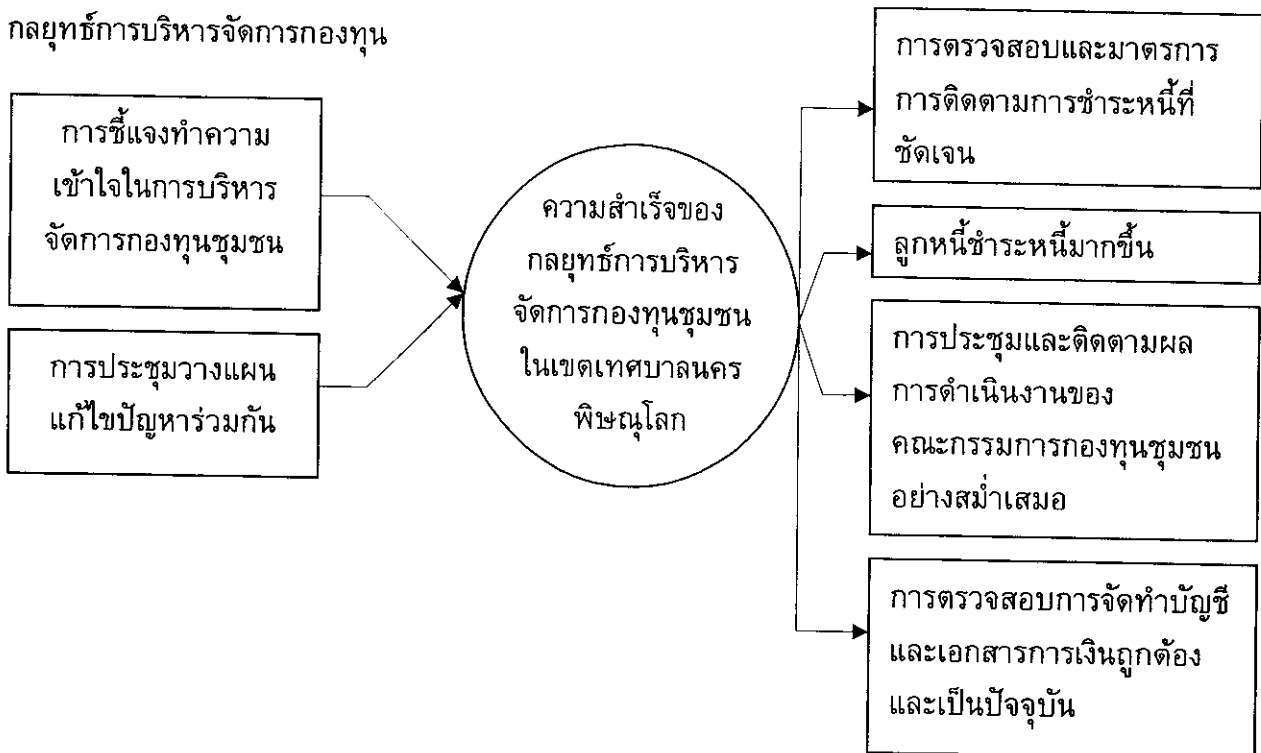 กลยุทธ์การบริหารจัดการกองทุน
การชี้แจงทำความ
เข้าใจในการบริหาร
จัดการกองทุนชุมชน
การประชุมวางแผน
แก้ไขปัญหาร่วมกัน
ความสำเร็จของ
กลยุทธ์การบริหาร
จัดการกองทุนชุมชน
ในเขตเทศบาลนคร
พิษณุโลก
การตรวจสอบและมาตรการ
การติดตามการชำระหนี้ที่
ชัดเจน
ลูกหนี้ชำระหนี้มากขึ้น
การประชุมและติดตามผล
การดำเนินงานของ
คณะกรรมการกองทุนชุมชน
อย่างสม่ำเสมอ
การตรวจสอบการจัดทำบัญชี
และเอกสารการเงินถูกต้อง
และเป็นปัจจุบัน